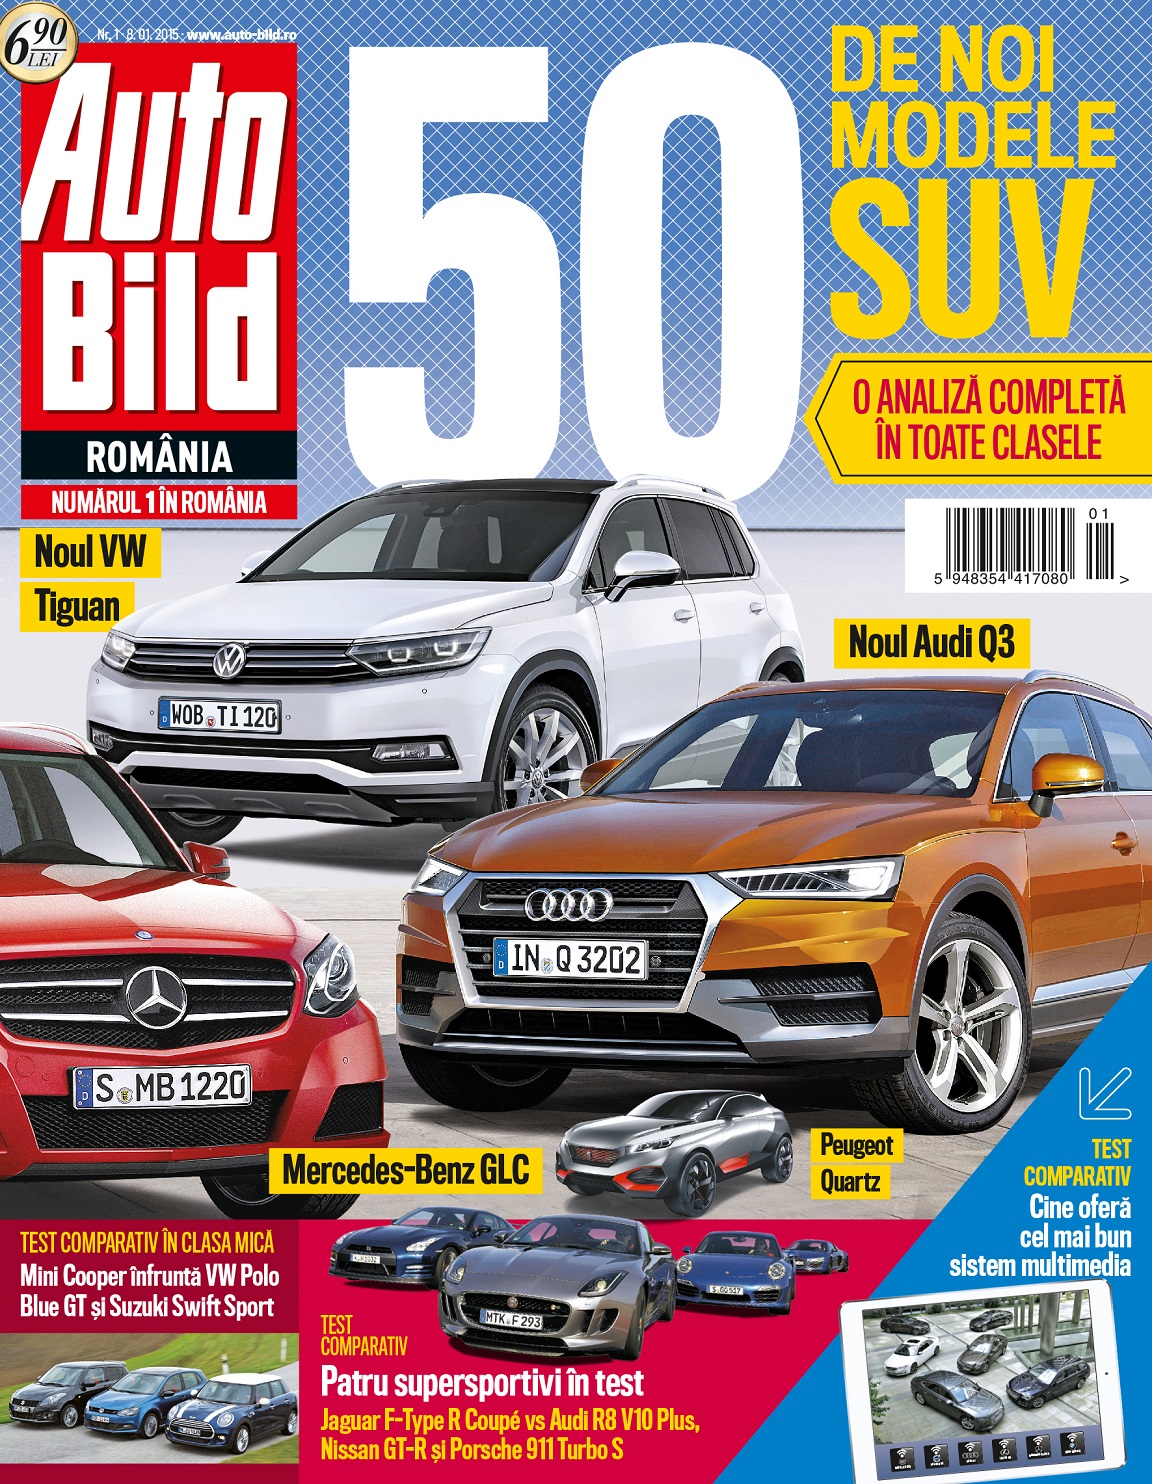 6,90
LEI
Nr. 1 · 8. 01. 2015 · www.auto-bild.ro
Auto
Bild
ROMÂNIA
NUMĂRUL 1 ÎN ROMÂNIA
50
DE NOI
MODELE
SUV
O ANALIZĂ COMPLETĂ
ÎN TOATE CLASELE
01
5 948354 417080 >
Noul VW
Tiguan
WOB TI 120
Noul Audi Q3
IN Q 3202
S MB 1220
Mercedes-Benz GLC
Peugeot
Quartz
TEST
COMPARATIV
Cine oferă
cel mai bun
sistem multimedia
TEST COMPARATIV ÎN CLASA MICĂ
Mini Cooper înfruntă VW Polo
Blue GT și Suzuki Swift Sport
MTK F 293
S GO 517
TEST
COMPARATIV
Patru supersportivi în test
Jaguar F-Type R Coupé vs Audi R8 V10 Plus,
Nissan GT-R și Porsche 911 Turbo S